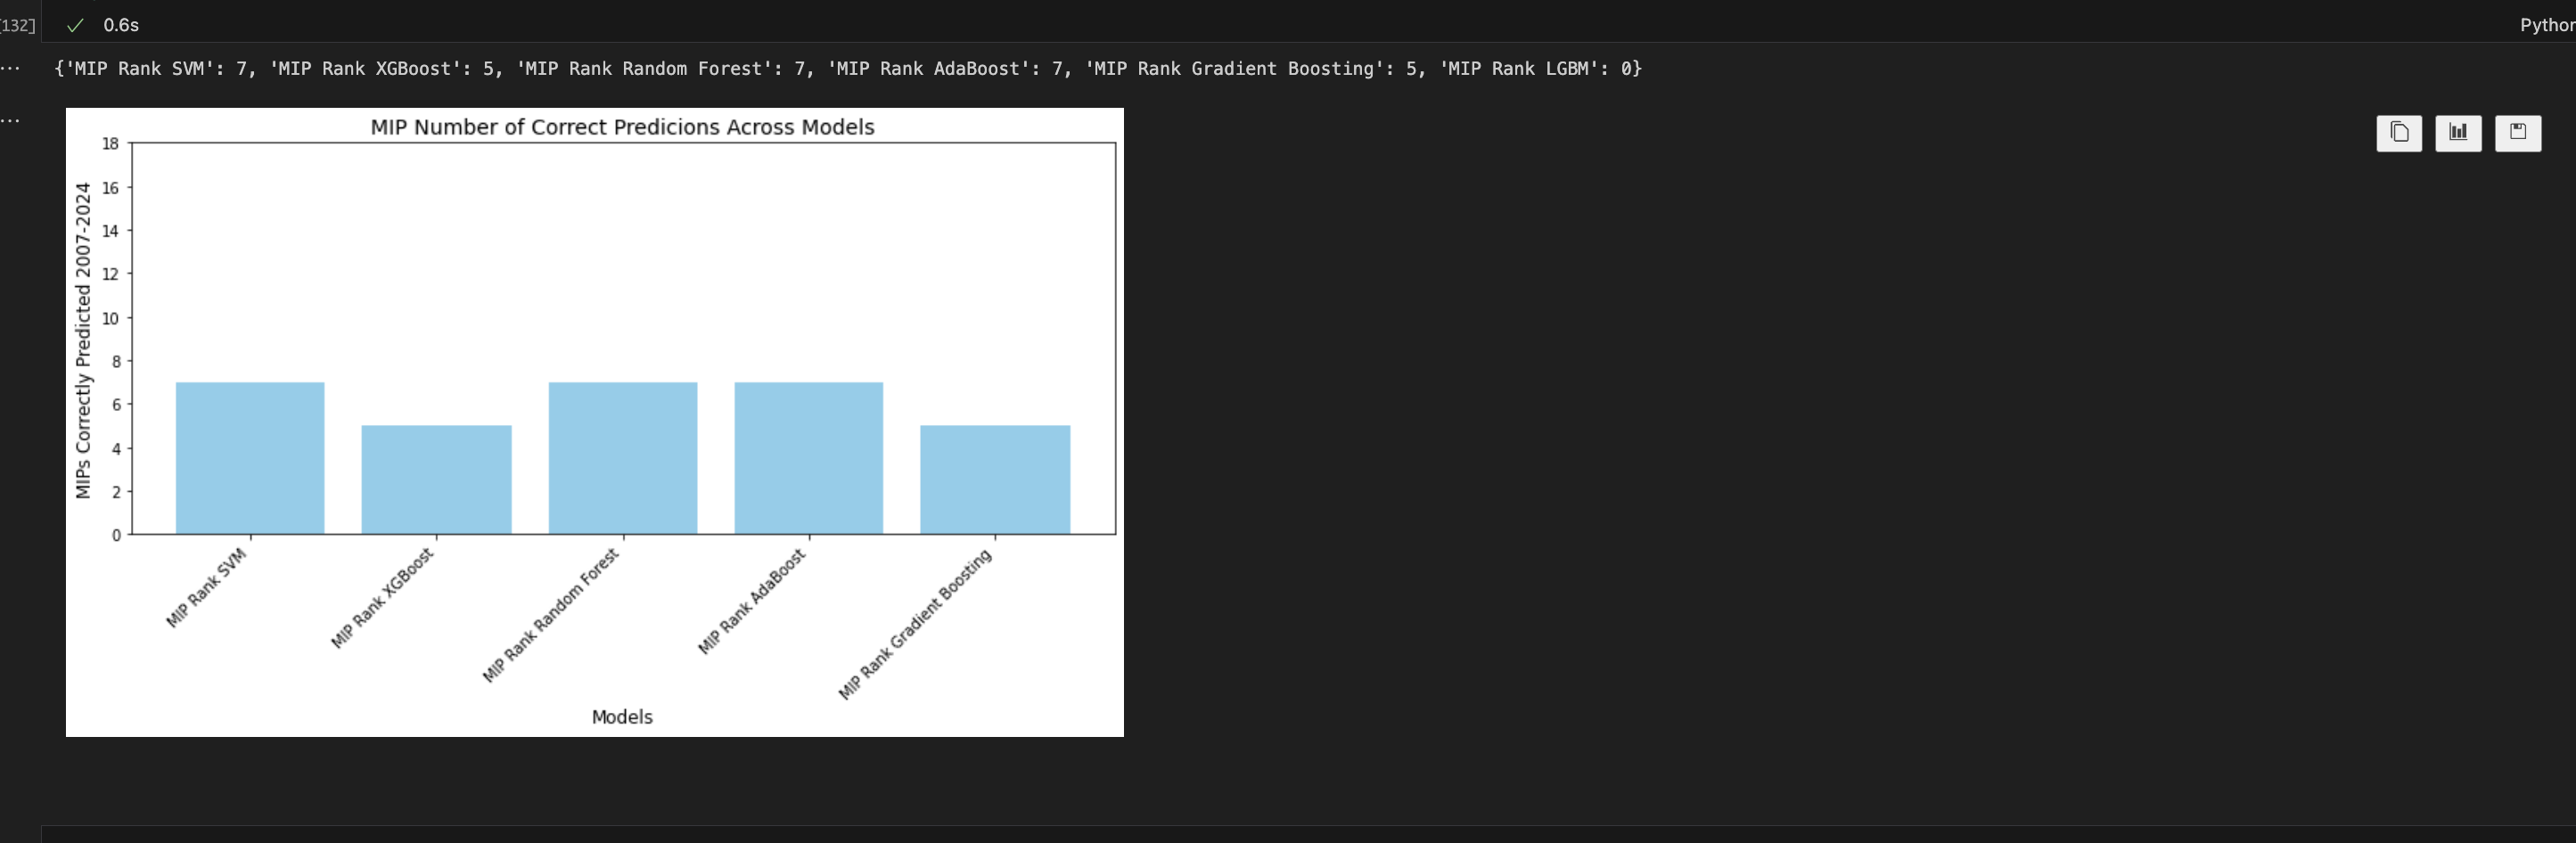 132]
0.6s
Python
{'MIP Rank SVM': 7, 'MIP Rank XGBoost': 5, 'MIP Rank Random Forest': 7, 'MIP Rank AdaBoost': 7, 'MIP Rank Gradient Boosting': 5, 'MIP Rank LGBM': 0}
MIP Number of Correct Predicions Across Models
MIPs Correctly Predicted 2007-2024
18
16
14
12
10
8
6
4
2
0
MIP Rank SVM
MIP Rank XGBoost
MIP Rank Random Forest
MIP Rank AdaBoost
MIP Rank Gradient Boosting
Models